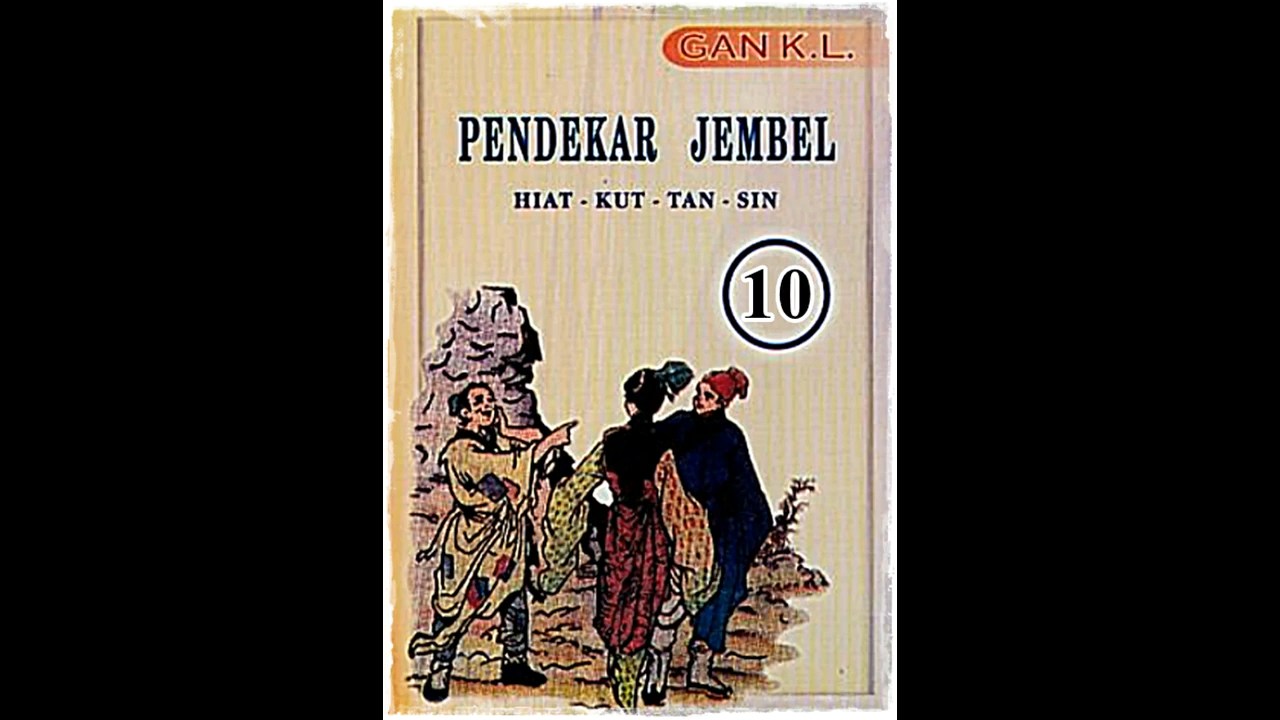 GAN K.L.
PENDEKAR JEMBEL
HIAT - KUT - TAN - SIN
10